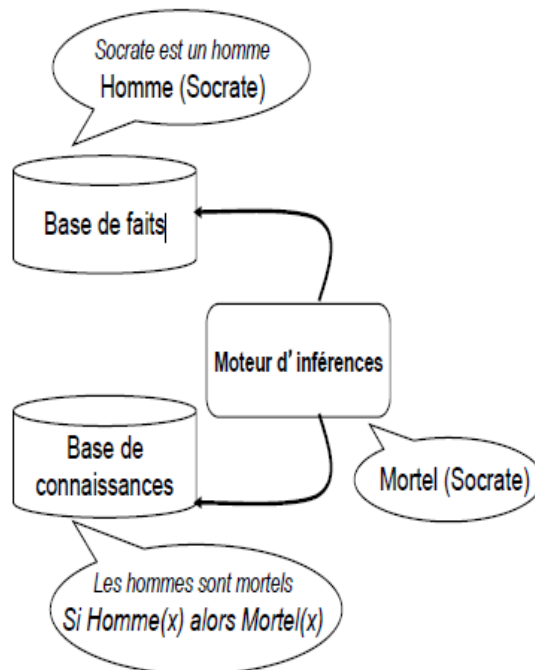 Socrate est un homme
Homme (Socrate)
Base de faits
Moteur d' inférences
Base de
connaissances
Mortel (Socrate)
Les hommes sont mortels
Si Homme(x) alors Mortel(x)